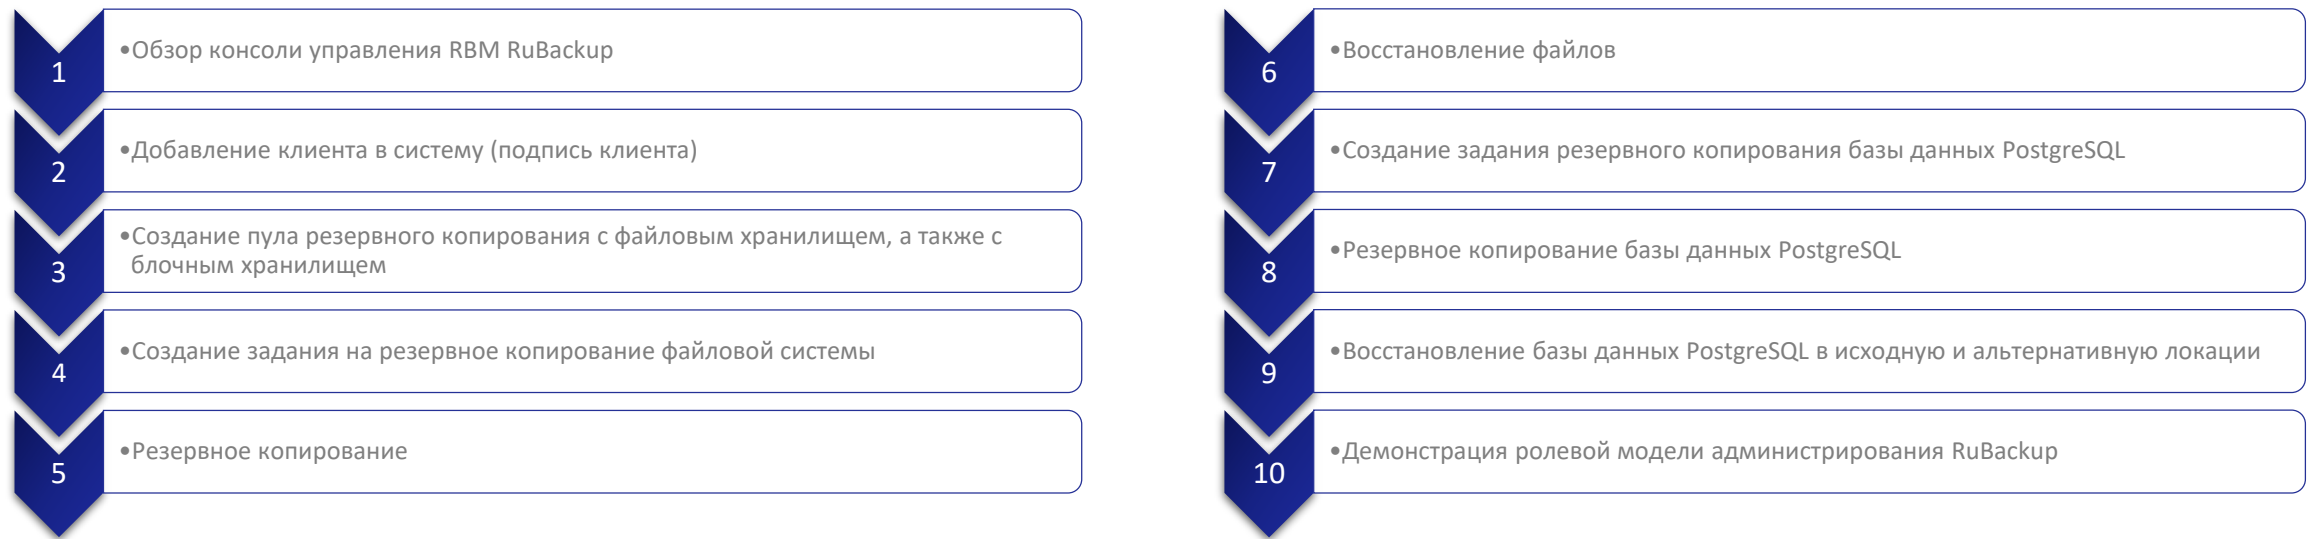 1
•Обзор консоли управления RBM RuBackup
2
•Добавление клиента в систему (подпись клиента)
3
•Создание пула резервного копирования с файловым хранилищем, а также с
блочным хранилищем
4
•Создание задания на резервное копирование файловой системы
5
•Резервное копирование
6
•Восстановление файлов
7
•Создание задания резервного копирования базы данных PostgreSQL
8
•Резервное копирование базы данных PostgreSQL
9
•Восстановление базы данных PostgreSQL в исходную и альтернативную локации
10
•Демонстрация ролевой модели администрирования RuBackup